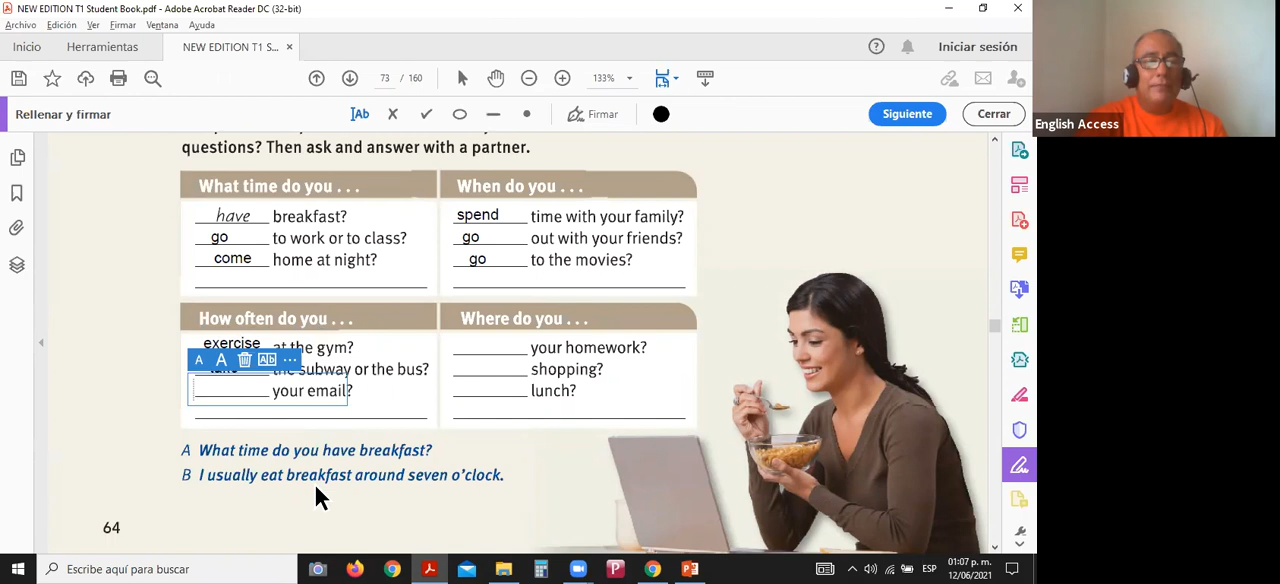 NEW EDITION T1 Student Book.pdf - Adobe Acrobat Reader DC (32-bit)
Archivo Edición Ver Firmar Ventana Ayuda
Inicio Herramientas NEW EDITION T1 S... × Iniciar sesión
73 / 160 133%
Rellenar y firmar IAb Firmar Siguiente Cerrar
English Access
questions? Then ask and answer with a partner.
What time do you . . .
have breakfast?
go to work or to class?
come home at night?
When do you . . .
spend time with your family?
go out with your friends?
go to the movies?
How often do you . . .
exercise at the gym?
A A Ab ...
the subway or the bus?
your email?
Where do you . . .
your homework?
shopping?
lunch?
A What time do you have breakfast?
B I usually eat breakfast around seven o'clock.
64
Escribe aquí para buscar
ESP
01:07 p. m.
12/06/2021